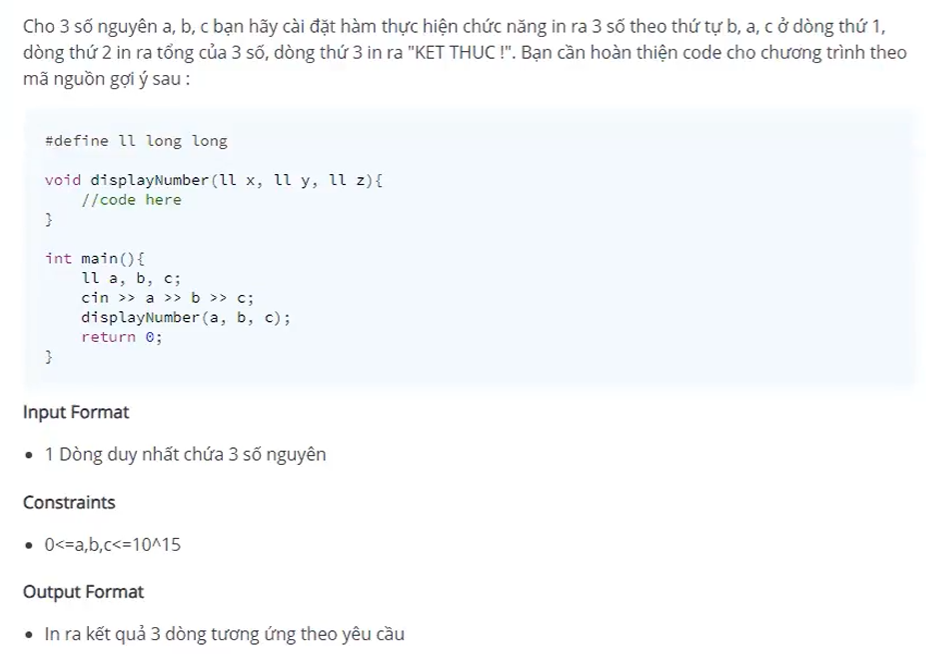 Cho 3 số nguyên a, b, c bạn hãy cài đặt hàm thực hiện chức năng in ra 3 số theo thứ tự b, a, c ở dòng thứ 1,
dòng thứ 2 in ra tổng của 3 số, dòng thứ 3 in ra "KET THUC !". Bạn cần hoàn thiện code cho chương trình theo
mã nguồn gợi ý sau :
#define ll long long
void displayNumber(ll x, ll y, ll z){
//code here
}
int main(){
ll a, b, c;
cin >> a >> b >> c;
displayNumber(a, b, c);
return 0;
}
Input Format
• 1 Dòng duy nhất chứa 3 số nguyên
Constraints
• 0<=a,b,c<=10^15
Output Format
• In ra kết quả 3 dòng tương ứng theo yêu cầu